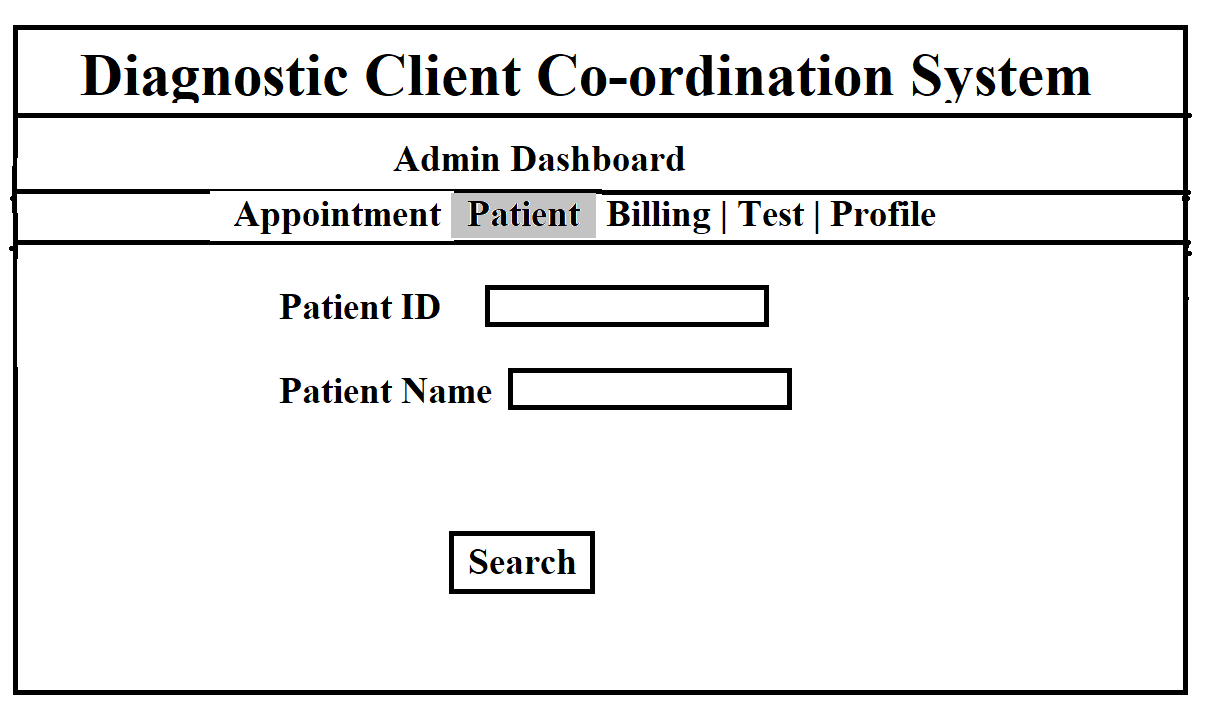 Diagnostic Client Co-ordination System
Admin Dashboard
Appointment Patient Billing | Test | Profile
Patient ID
Patient Name
Search